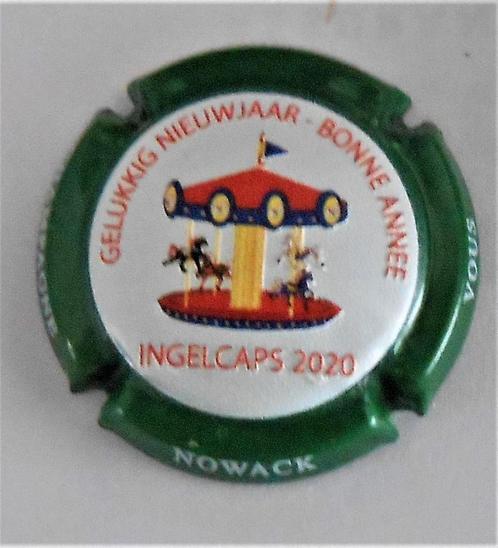 GELUKKIG NIEUWJAAR - BONNE ANNEE
INGELCAPS 2020
NOWACK
VOUS